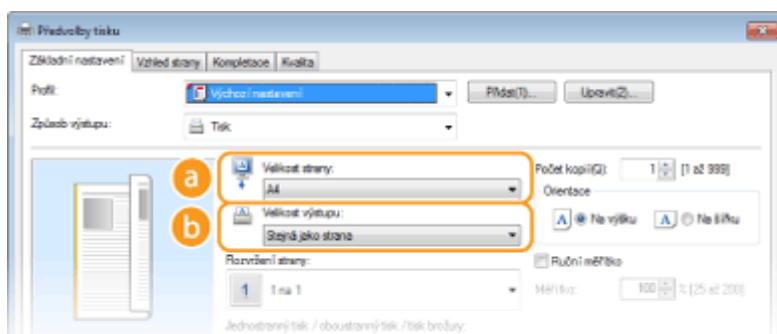 Předvolby tisku
Základní nastavení Vzhled strany Kompletace Kvalita
Profil: Výchozí nastavení Přidat(1)... Upravit(2)...
Způsob výstupu: Tisk
a Velikost strany: Počet kopií(Q): 1 [1 až 999]
A4 Orientace
b Velikost výstupu: A Na výšku A Na šířku
Stejná jako strana
Rozvržení strany: Ruční měřítko
1 1 na 1 Měřítko: 100 % [25 až 200]
Jednostranný tisk / oboustranný tisk / tisk brožury: